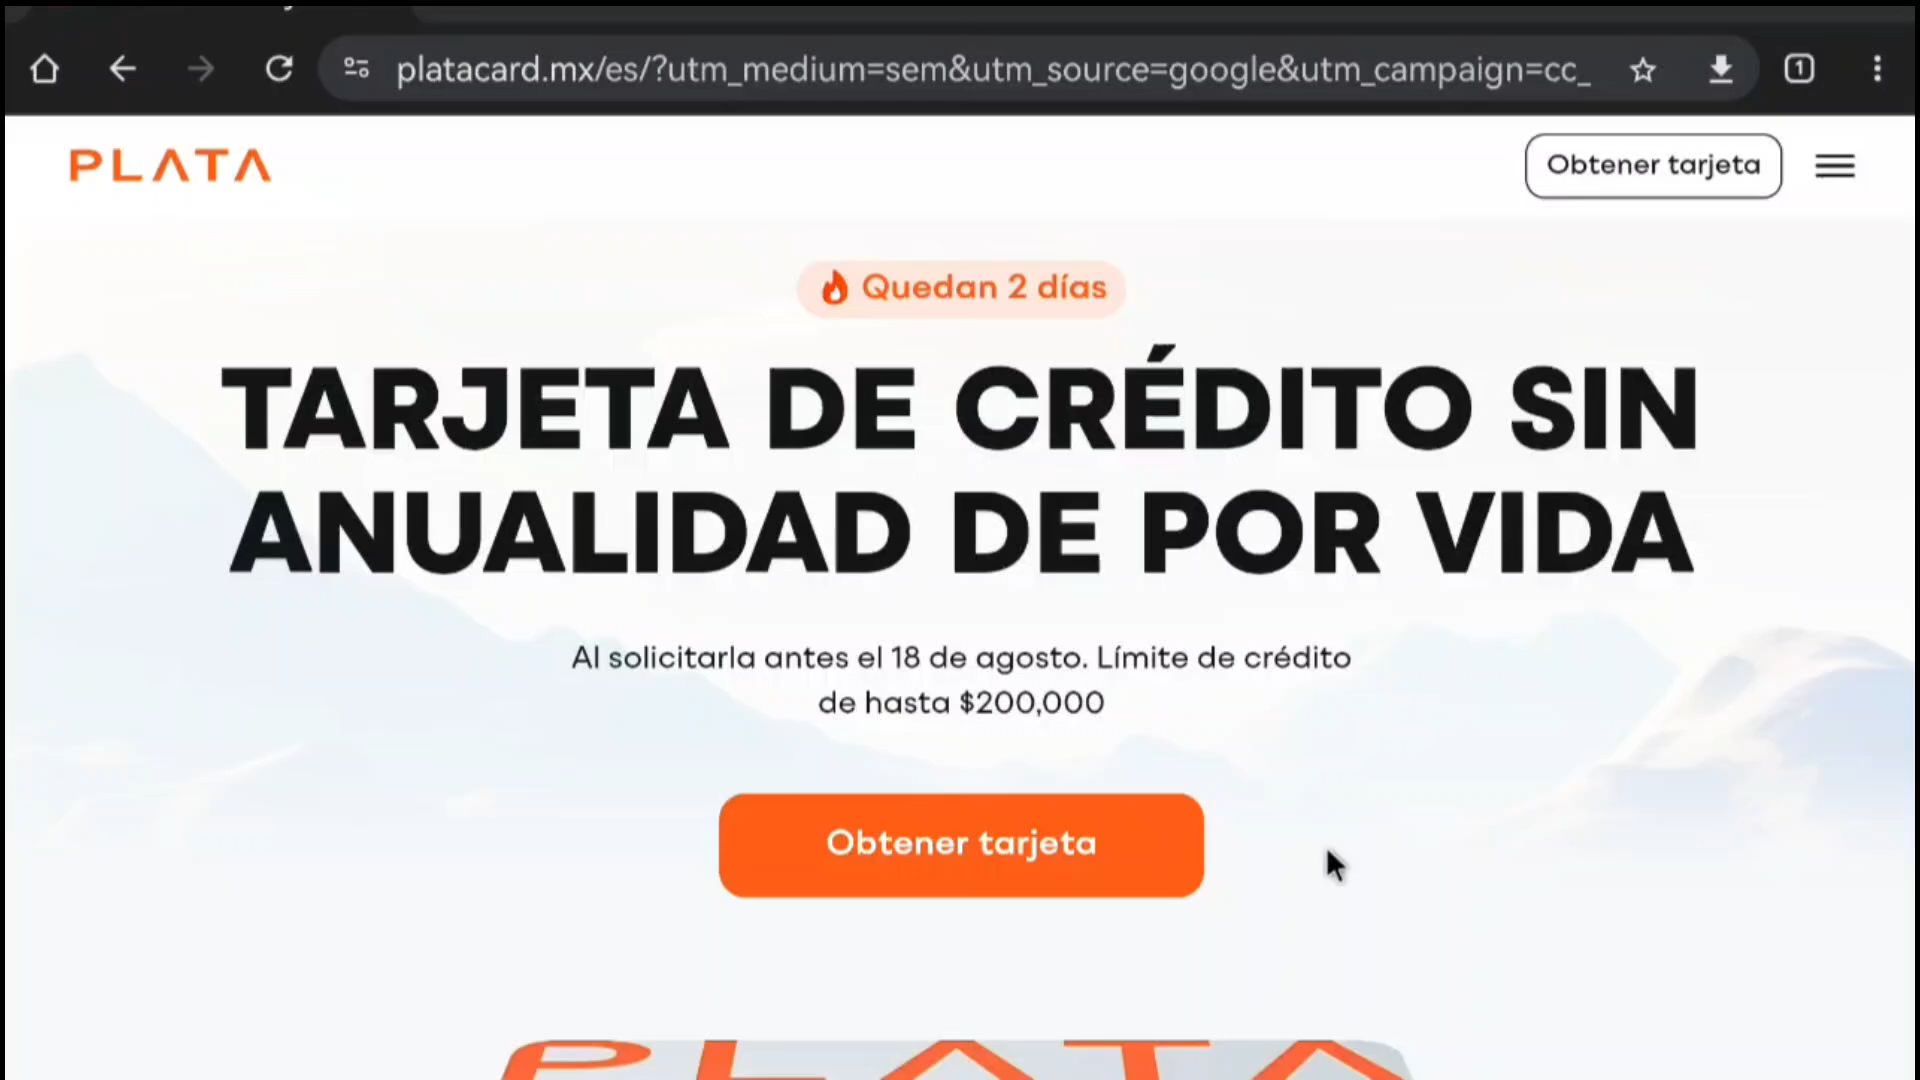 platacard.mx/es/?utm_medium=sem&utm_source=google&utm_campaign=cc_
1
PLATA
Obtener tarjeta
Quedan 2 días
TARJETA DE CRÉDITO SIN
ANUALIDAD DE POR VIDA
Al solicitarla antes el 18 de agosto. Límite de crédito
de hasta $200,000
Obtener tarjeta
PLATA